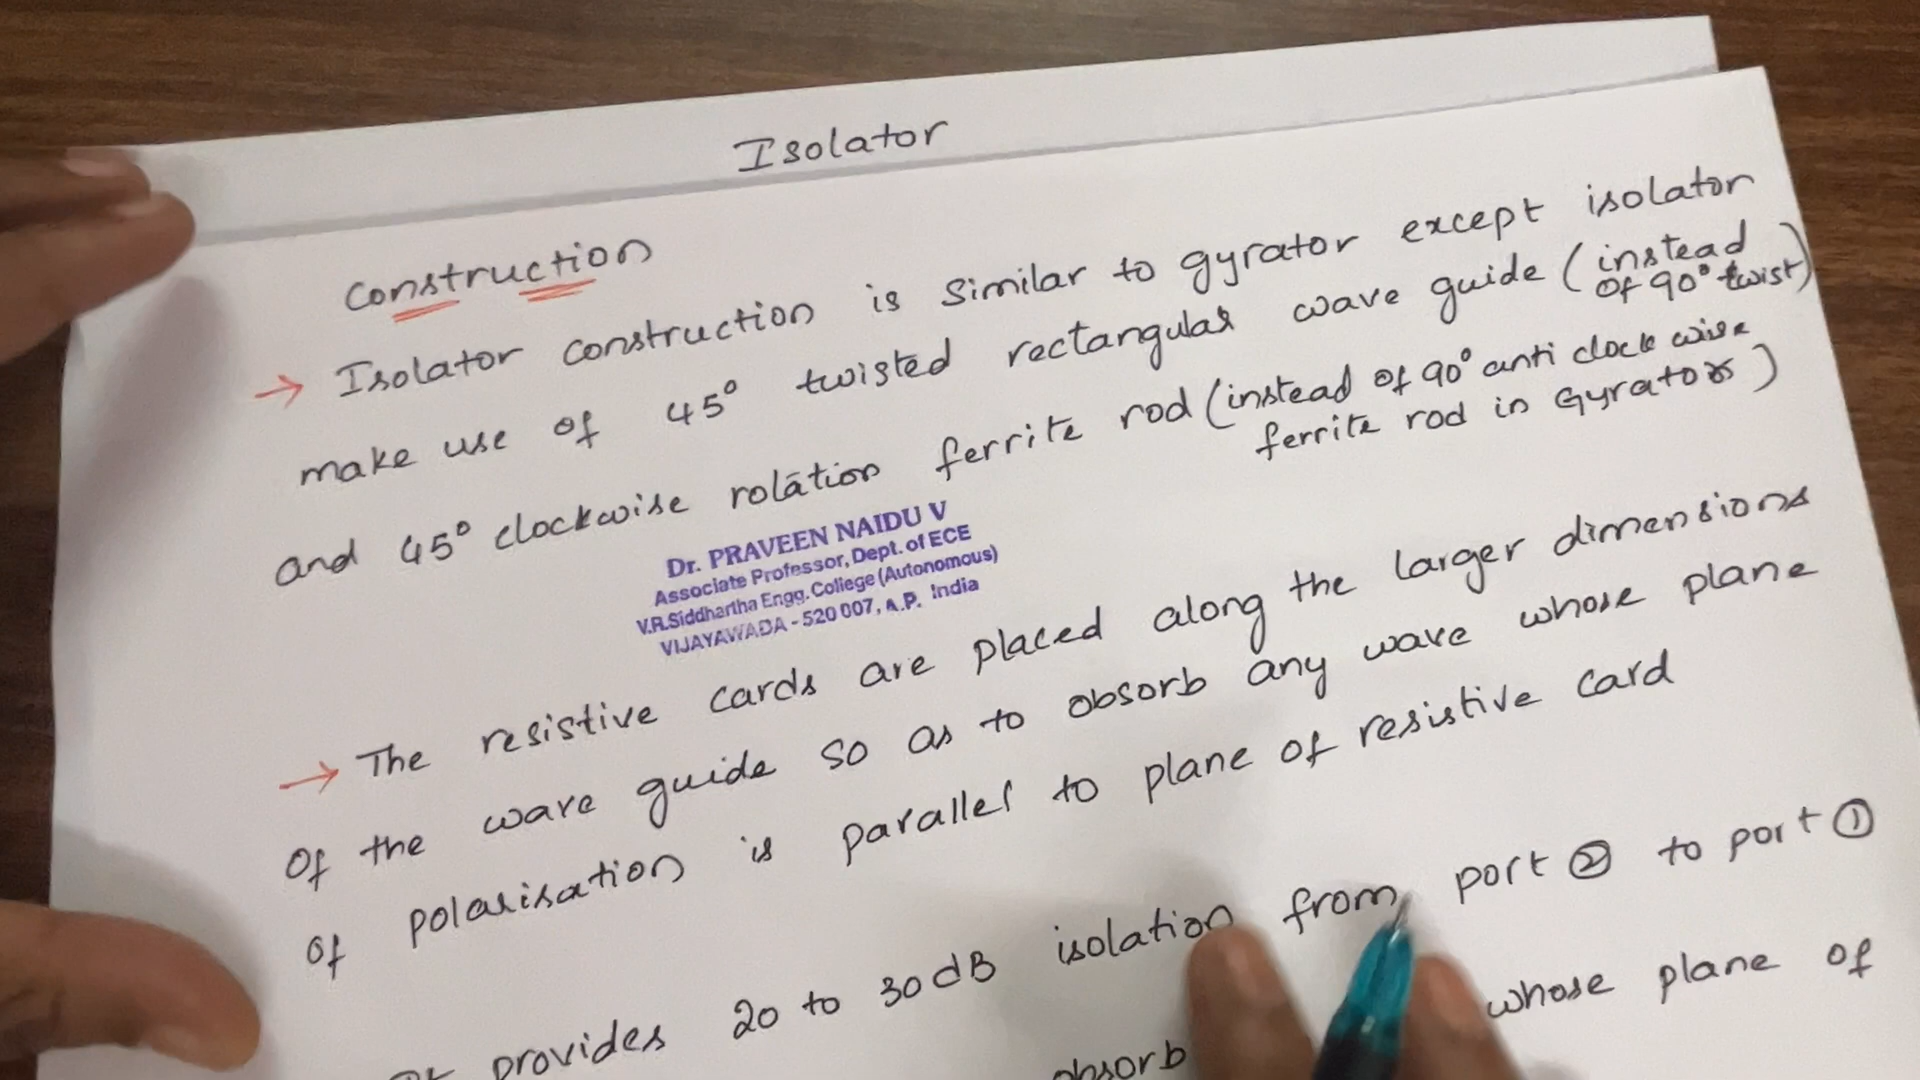 Isolator
Construction
→ Isolator construction is similar to gyrator except isolator
make use of 45° twisted rectangular wave guide (instead
of 90° twist)
and 45° clockwise rotation ferrite rod (instead of 90° anti clock wise
ferrite rod in Gyrator)
Dr. PRAVEEN NAIDU V
Associate Professor, Dept. of ECE
V.R.Siddhartha Engg. College (Autonomous)
VIJAYAWADA - 520 007, A.P. India
→ The resistive cards are placed along the larger dimensions
of the wave guide so as to absorb any wave whose plane
of polarisation is parallel to plane of resistive card
provides 20 to 30 dB isolation from port ② to port ①
absorb whose plane of